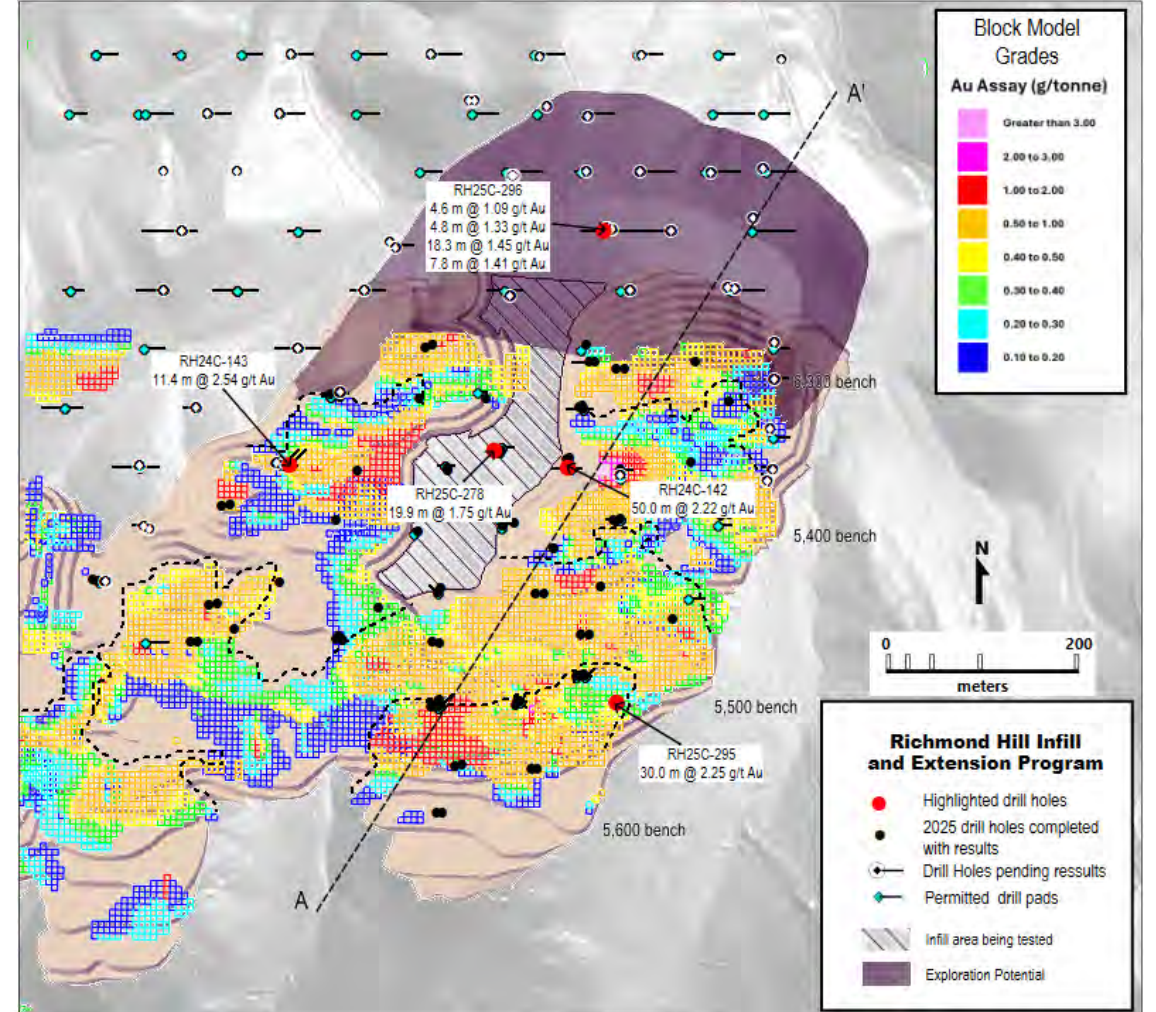 Block Model
Grades
Au Assay (g/tonne)
Greater than 3.00
2.00 to 3.00
1.00 to 2.00
0.50 to 1.00
0.40 to 0.50
0.30 to 0.40
0.20 to 0.30
0.10 to 0.20
A'
RH25C-296
4.6 m @ 1.09 g/t Au
4.8 m @ 1.33 g/t Au
18.3 m @ 1.45 g/t Au
7.8 m @ 1.41 g/t Au
RH24C-143
11.4 m @ 2.54 g/t Au
bench
RH25C-278
19.9 m @ 1.75 g/t Au
RH24C-142
50.0 m @ 2.22 g/t Au
5,400 bench
N
0
200
meters
5,500 bench
RH25C-295
30.0 m @ 2.25 g/t Au
5,600 bench
A
Richmond Hill Infill
and Extension Program
Highlighted drill holes
2025 drill holes completed
with results
Drill Holes pending ressults
Permitted drill pads
Infill area being tested
Exploration Potential